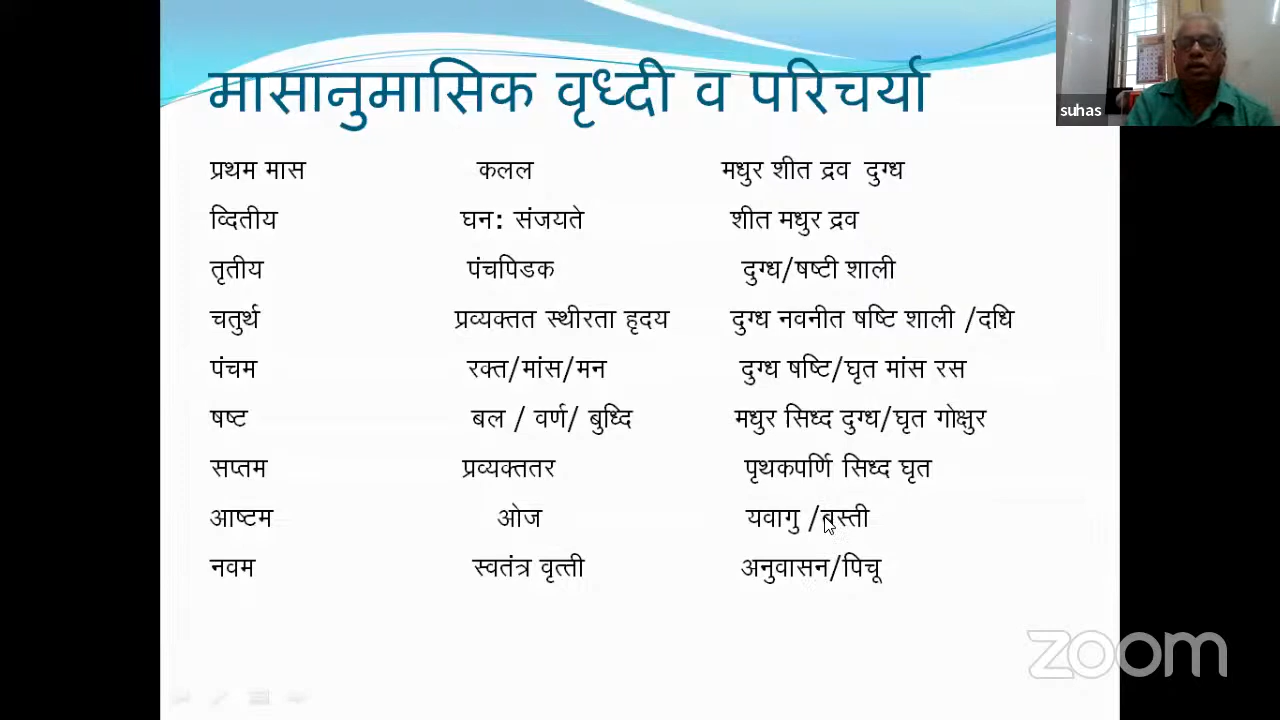 मासानुमासिक वृध्दी व परिचर्या
suhas
प्रथम मास कलल मधुर शीत द्रव दुग्ध
व्दितीय घन: संजयते शीत मधुर द्रव
तृतीय पंचपिडक दुग्ध/षष्टी शाली
चतुर्थ प्रव्यक्तत स्थीरता हृदय दुग्ध नवनीत षष्टि शाली /दधि
पंचम रक्त/मांस/मन दुग्ध षष्टि/घृत मांस रस
षष्ट बल / वर्ण/ बुध्दि मधुर सिध्द दुग्ध/घृत गोक्षुर
सप्तम प्रव्यक्ततर पृथकपर्णि सिध्द घृत
आष्टम ओज यवागु /बस्ती
नवम स्वतंत्र वृत्ती अनुवासन/पिचू
zoom